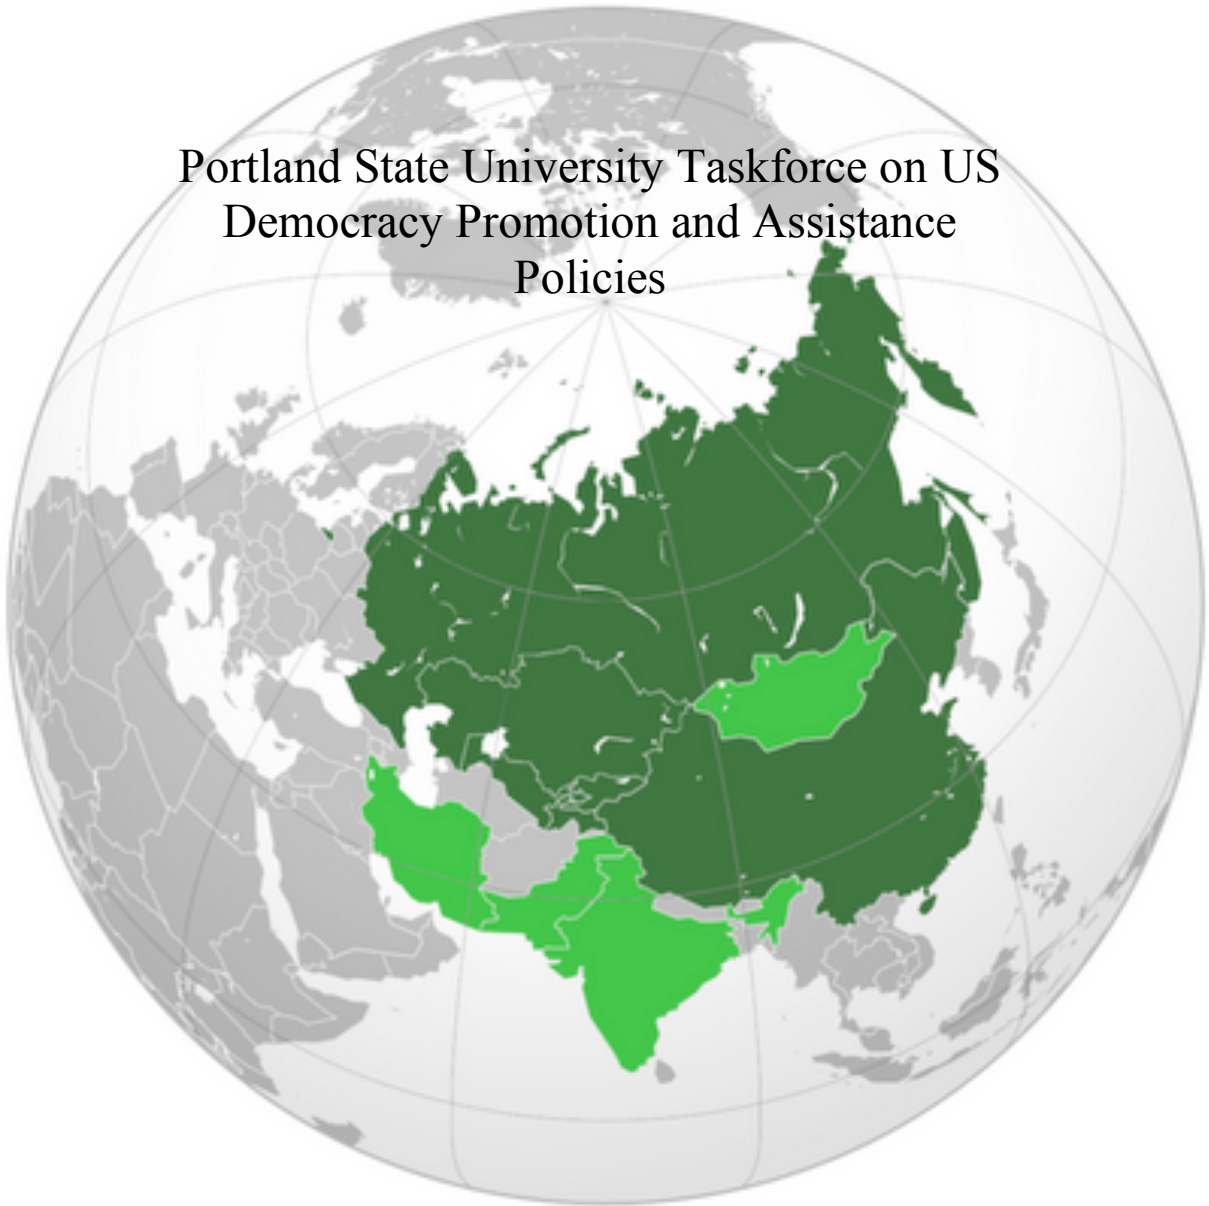 Portland State University Taskforce on US
Democracy Promotion and Assistance
Policies